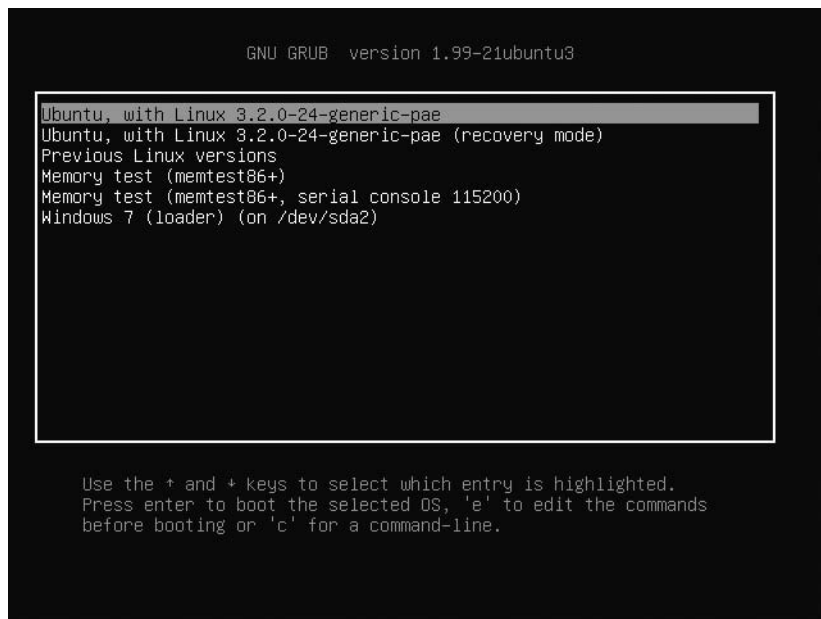 GNU GRUB  version 1.99-21ubuntu3
Ubuntu, with Linux 3.2.0-24-generic-pae
Ubuntu, with Linux 3.2.0-24-generic-pae (recovery mode)
Previous Linux versions
Memory test (memtest86+)
Memory test (memtest86+, serial console 115200)
Windows 7 (loader) (on /dev/sda2)
Use the ↑ and ↓ keys to select which entry is highlighted.
Press enter to boot the selected OS, 'e' to edit the commands
before booting or 'c' for a command-line.